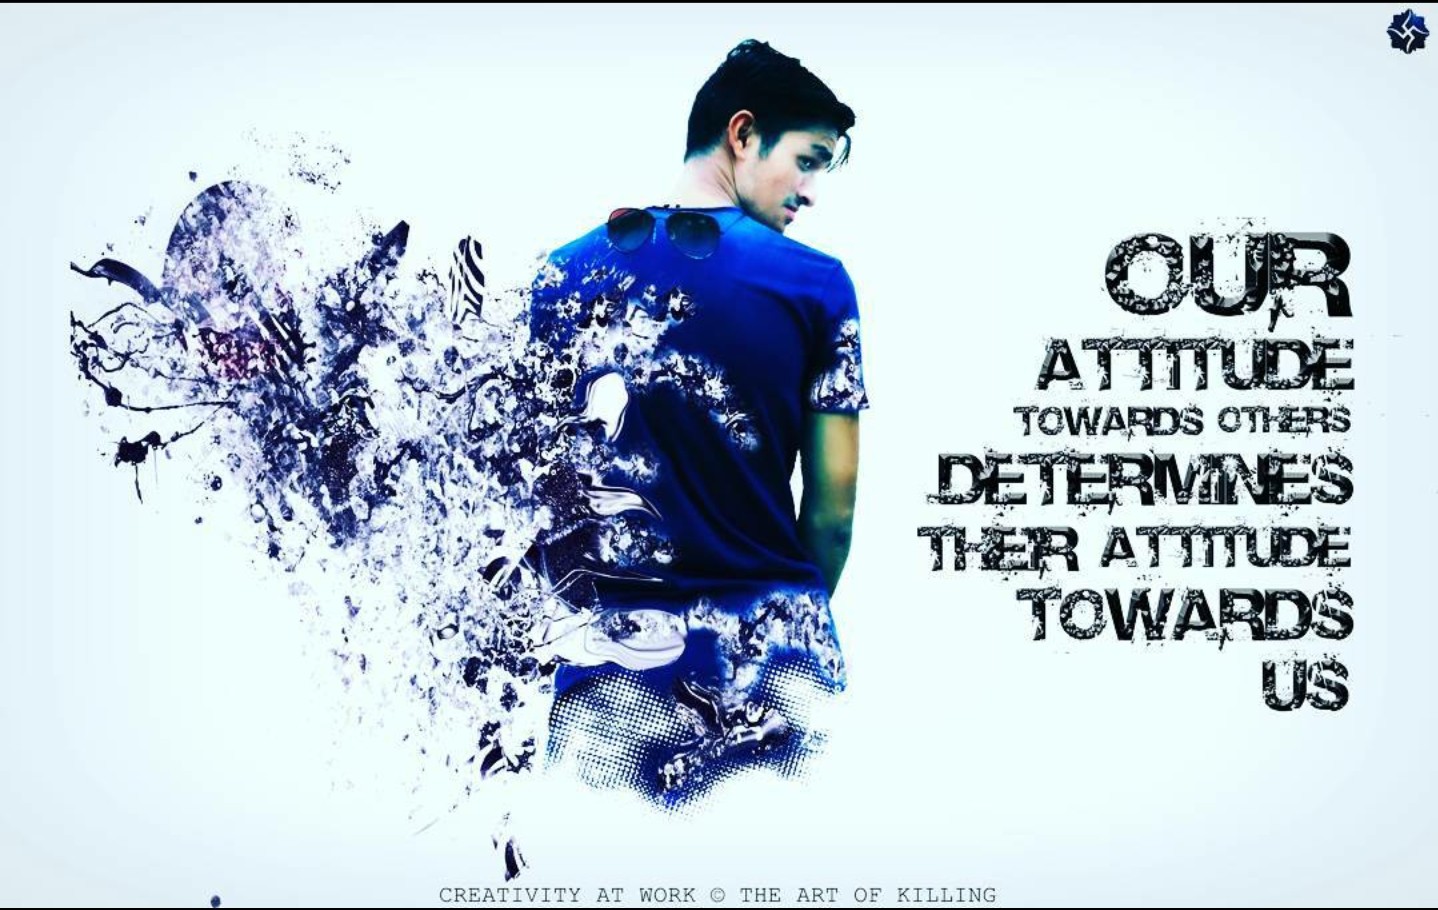 OUR
ATTITUDE
TOWARDS OTHERS
DETERMINES
THEIR ATTITUDE
TOWARDS
US
CREATIVITY AT WORK © THE ART OF KILLING